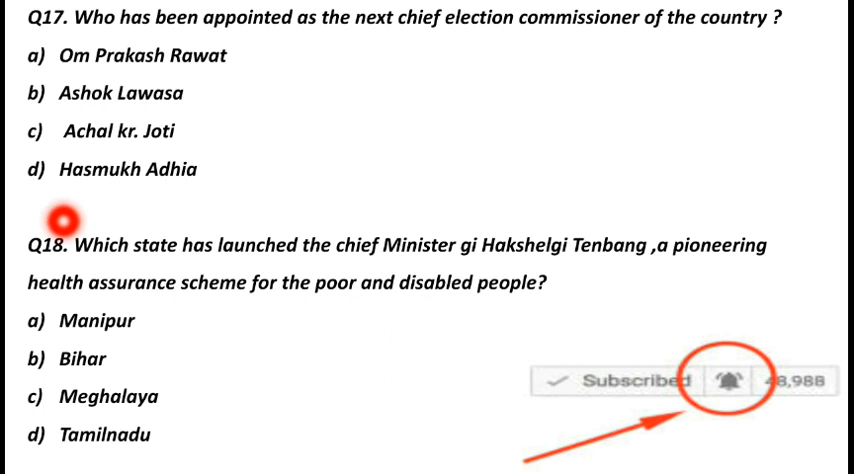 Q17. Who has been appointed as the next chief election commissioner of the country ?
a) Om Prakash Rawat
b) Ashok Lawasa
c) Achal kr. Joti
d) Hasmukh Adhia
Q18. Which state has launched the chief Minister gi Hakshelgi Tenbang ,a pioneering
health assurance scheme for the poor and disabled people?
a) Manipur
b) Bihar
c) Meghalaya
d) Tamilnadu
Subscribed 48,988